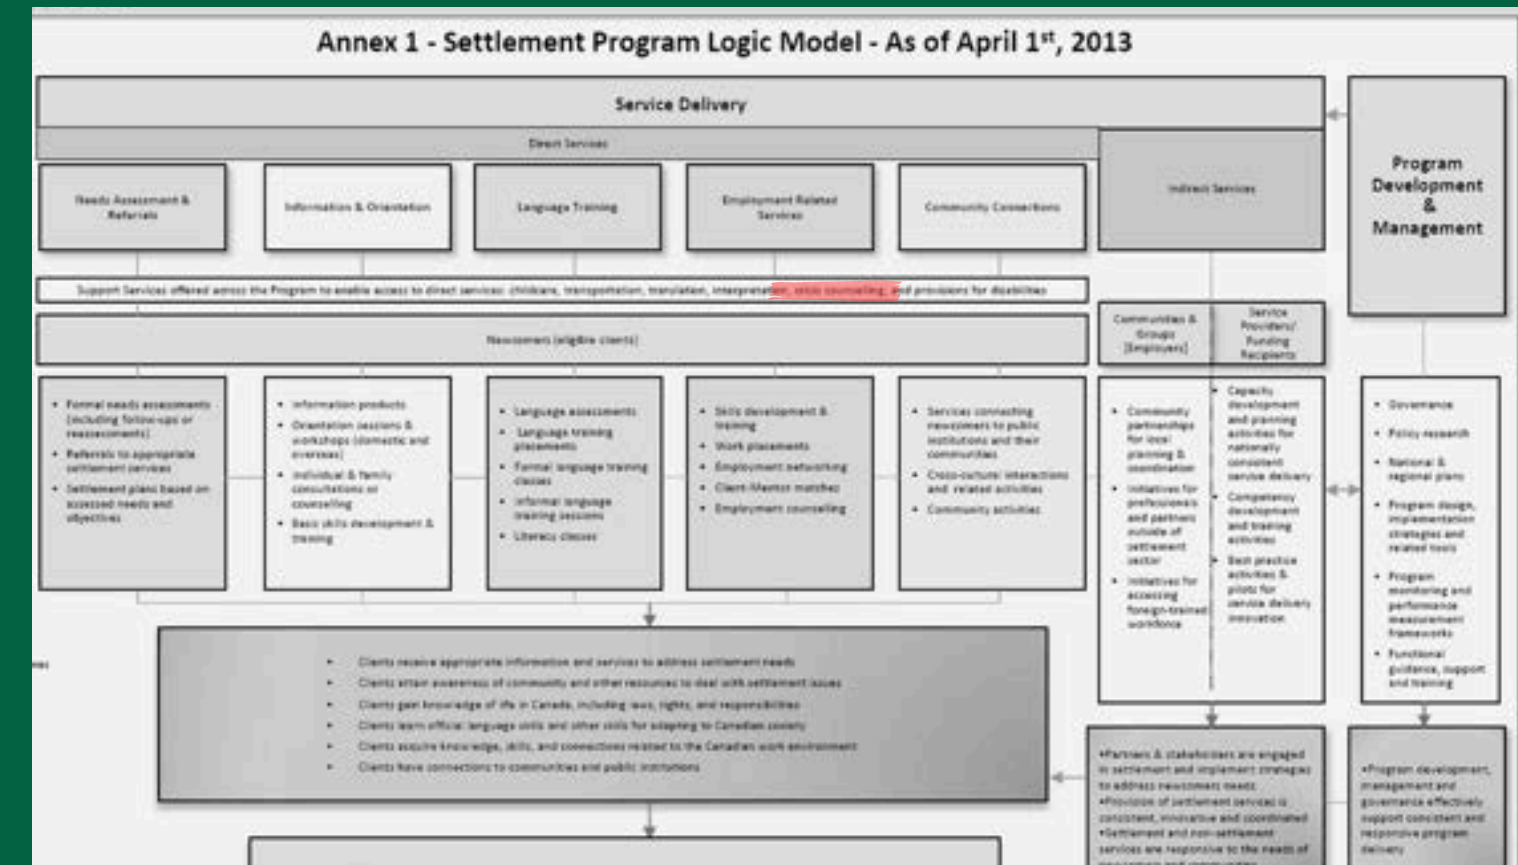 Annex 1 - Settlement Program Logic Model - As of April 1st, 2013
Service Delivery
Direct Services
Needs Assessment &
Referrals
Information & Orientation
Language Training
Employment Related
Services
Community Connections
Indirect Services
Program
Development
&
Management
Support Services offered across the Program to enable access to direct services: childcare, transportation, translation, interpretation, crisis counselling, and provisions for disabilities
Newcomers (eligible clients)
Communities &
Groups
[Employers]
Service
Providers/
Funding
Recipients
• Formal needs assessments
(including follow-ups or
reassessments)
• Referrals to appropriate
settlement services
• Settlement plans based on
assessed needs and
objectives
• Information products
• Orientation sessions &
workshops (domestic and
overseas)
• Individual & family
consultations or
counselling
• Basic skills development &
training
• Language assessments
• Language training
placements
• Formal language training
classes
• Informal language
training sessions
• Literacy classes
• Skills development &
training
• Work placements
• Employment networking
• Client-Mentor matches
• Employment counselling
• Services connecting
newcomers to public
institutions and their
communities
• Cross-cultural interactions
and related activities
• Community activities
• Community
partnerships
for local
planning &
coordination
• Initiatives for
professionals
and partners
outside of
settlement
sector
• Initiatives for
accessing
foreign-trained
workforce
• Capacity
development
and planning
activities for
nationally
consistent
service delivery
• Competency
development
and training
activities
• Best practice
activities &
pilots for
service delivery
innovation
• Governance
• Policy research
• National &
regional plans
• Program design,
implementation
strategies and
related tools
• Program
monitoring and
performance
measurement
frameworks
• Functional
guidance, support
and training
• Clients receive appropriate information and services to address settlement needs
• Clients attain awareness of community and other resources to deal with settlement issues
• Clients gain knowledge of life in Canada, including laws, rights, and responsibilities
• Clients learn official language skills and other skills for adapting to Canadian society
• Clients acquire knowledge, skills, and connections related to the Canadian work environment
• Clients have connections to communities and public institutions
•Partners & stakeholders are engaged
in settlement and implement strategies
to address newcomers needs
•Provision of settlement services is
consistent, innovative and coordinated
•Settlement and non-settlement
services are responsive to the needs of
•Program development,
management and
governance effectively
support consistent and
responsive program
delivery